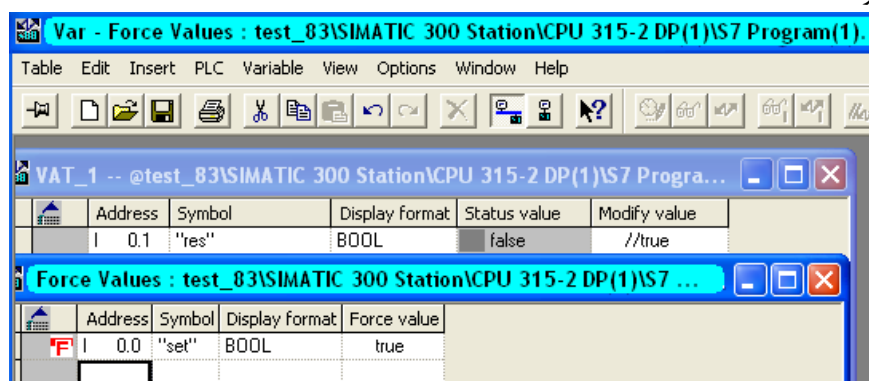 Var - Force Values : test_83\SIMATIC 300 Station\CPU 315-2 DP(1)\S7 Program(1).
Table Edit Insert PLC Variable View Options Window Help
VAT_1 -- @test_83\SIMATIC 300 Station\CPU 315-2 DP(1)\S7 Progra...
Address Symbol Display format Status value Modify value
I 0.1 "res" BOOL false //true
Force Values : test_83\SIMATIC 300 Station\CPU 315-2 DP(1)\S7 ...
Address Symbol Display format Force value
F I 0.0 "set" BOOL true